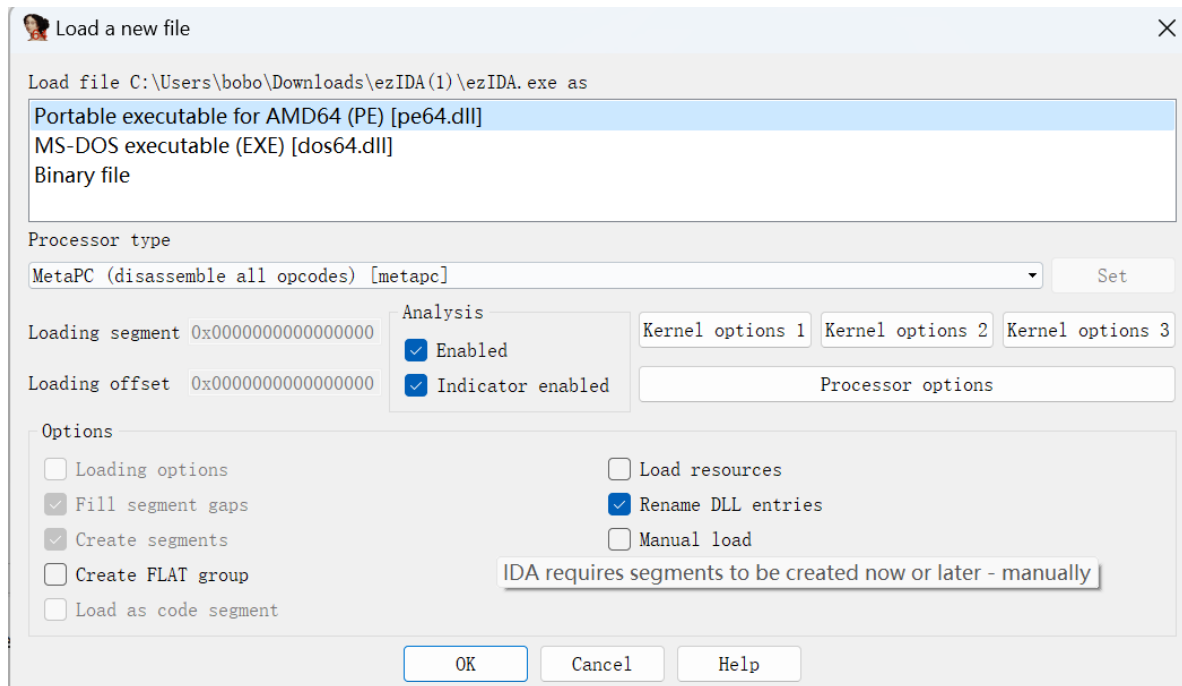 Load a new file
Load file C:\Users\bobo\Downloads\ezIDA(1)\ezIDA.exe as
Portable executable for AMD64 (PE) [pe64.dll]
MS-DOS executable (EXE) [dos64.dll]
Binary file
Processor type
MetaPC (disassemble all opcodes) [metapc]
Set
Loading segment 0x0000000000000000
Loading offset 0x0000000000000000
Analysis
Enabled
Indicator enabled
Kernel options 1 Kernel options 2 Kernel options 3
Processor options
Options
Loading options
Fill segment gaps
Create segments
Create FLAT group
Load as code segment
Load resources
Rename DLL entries
Manual load
IDA requires segments to be created now or later - manually
OK Cancel Help